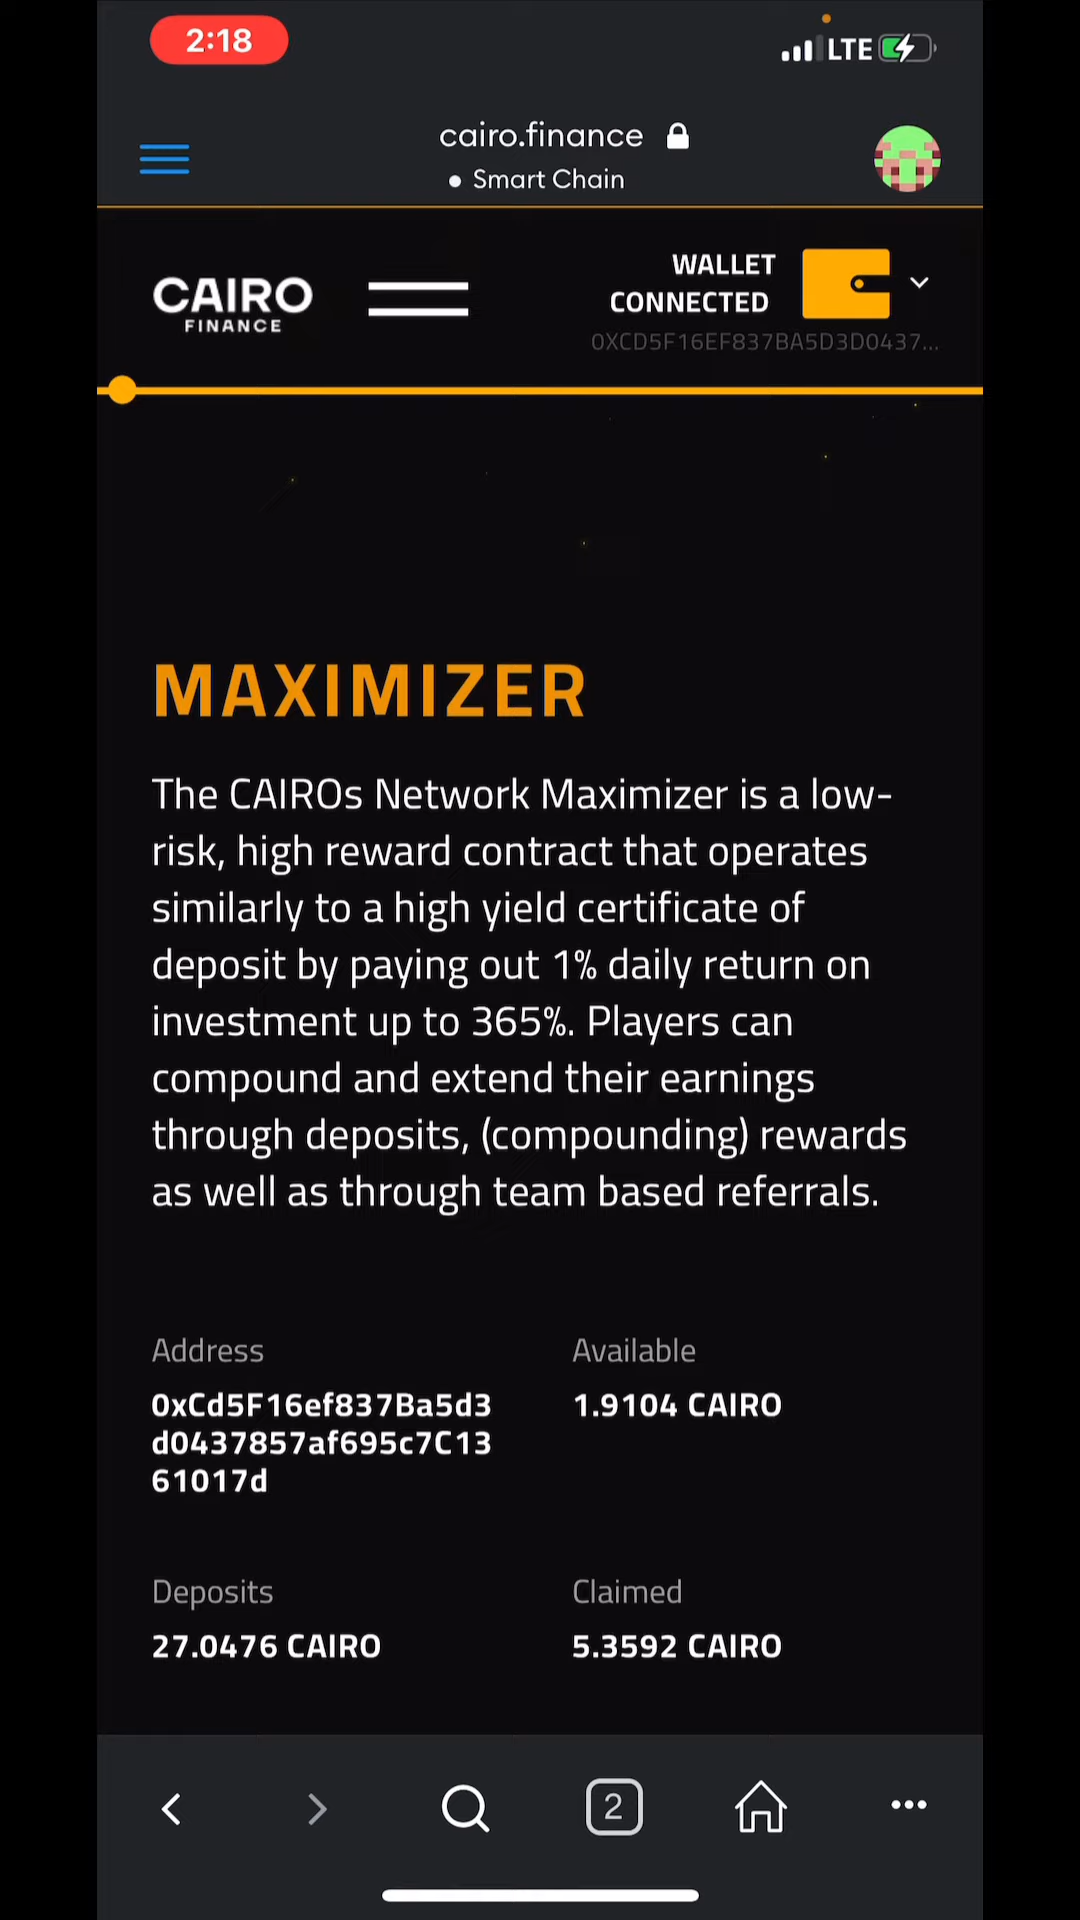 2:18
LTE
cairo.finance
Smart Chain
WALLET
CONNECTED
CAIRO
FINANCE
0XCD5F16EF837BA5D3D0437...
MAXIMIZER
The CAIROs Network Maximizer is a low-
risk, high reward contract that operates
similarly to a high yield certificate of
deposit by paying out 1% daily return on
investment up to 365%. Players can
compound and extend their earnings
through deposits, (compounding) rewards
as well as through team based referrals.
Address
0xCd5F16ef837Ba5d3
d0437857af695c7C13
61017d
Available
1.9104 CAIRO
Deposits
27.0476 CAIRO
Claimed
5.3592 CAIRO
2